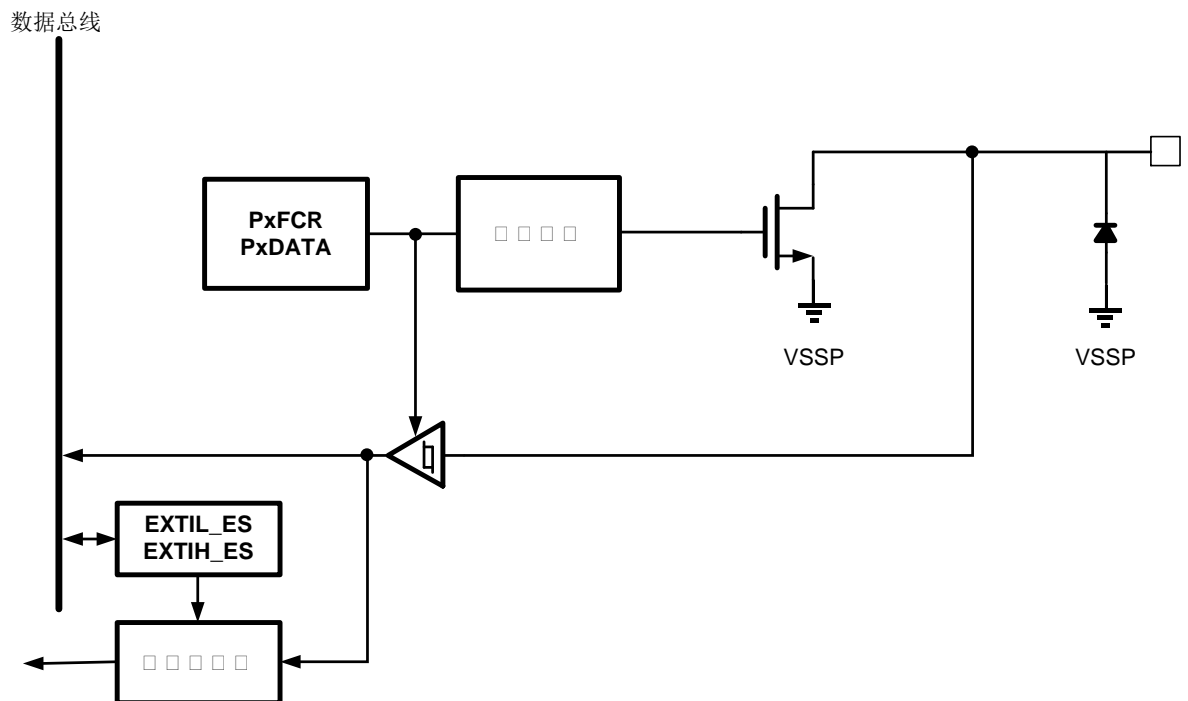 数据总线
PxFCR
PxDATA
VSSP
VSSP
EXTIL_ES
EXTIH_ES